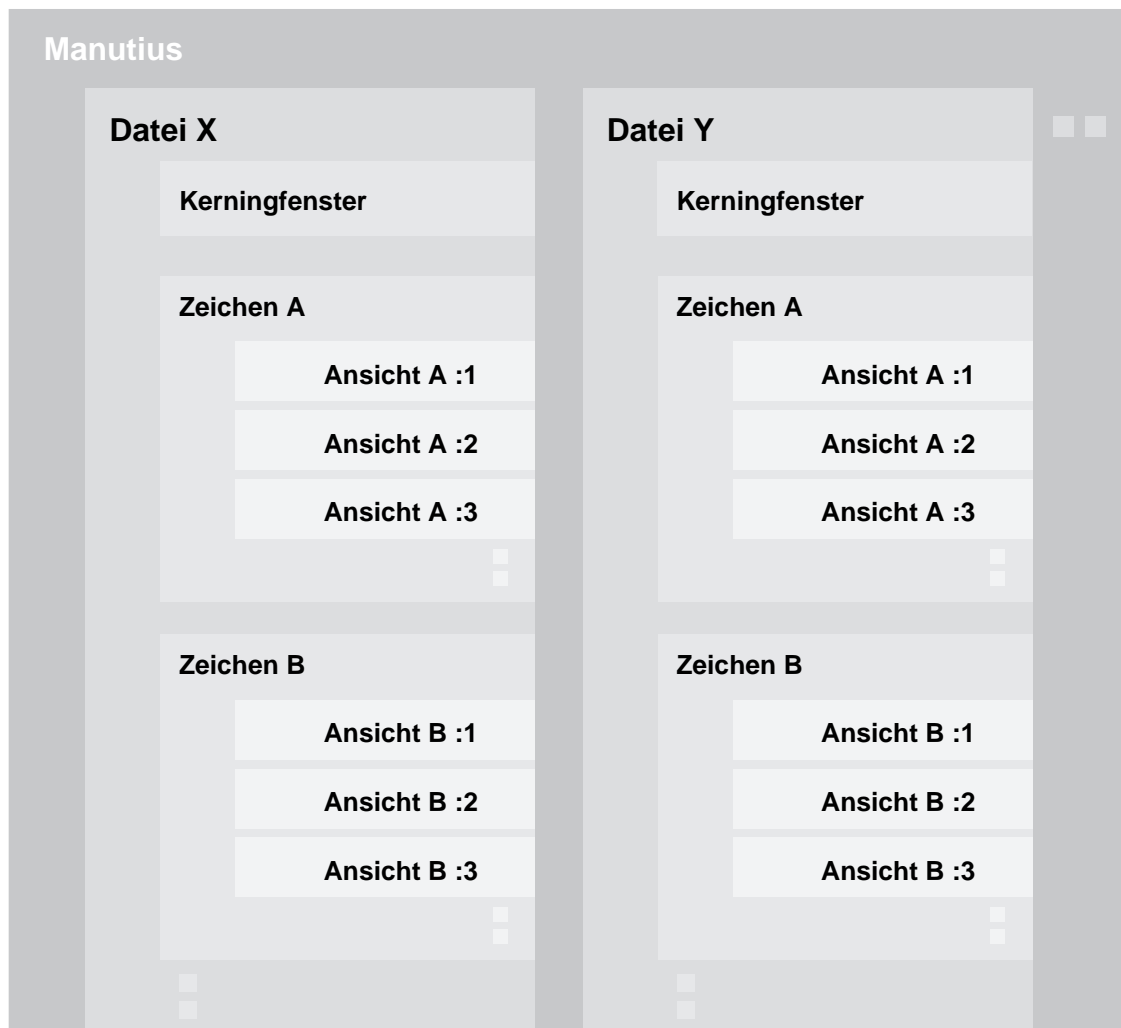 Manutius
Datei X
Kerningfenster
Zeichen A
Ansicht A :1
Ansicht A :2
Ansicht A :3
Zeichen B
Ansicht B :1
Ansicht B :2
Ansicht B :3
Datei Y
Kerningfenster
Zeichen A
Ansicht A :1
Ansicht A :2
Ansicht A :3
Zeichen B
Ansicht B :1
Ansicht B :2
Ansicht B :3